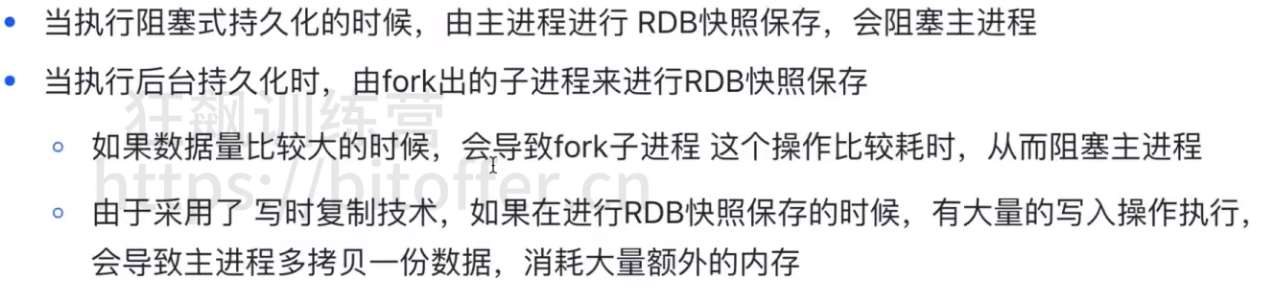 当执行阻塞式持久化的时候，由主进程进行 RDB快照保存，会阻塞主进程
当执行后台持久化时，由fork出的子进程来进行RDB快照保存
狂飙训练营
如果数据量比较大的时候，会导致fork子进程 这个操作比较耗时，从而阻塞主进程
https://bitoffer.cn
由于采用了 写时复制技术，如果在进行RDB快照保存的时候，有大量的写入操作执行，
会导致主进程多拷贝一份数据，消耗大量额外的内存